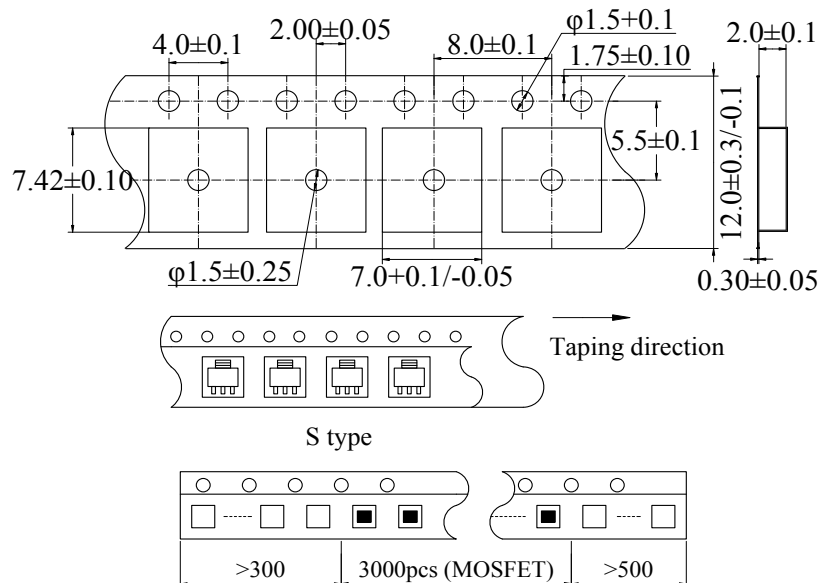 φ1.5+0.1
2.0±0.1
4.0±0.1
2.00±0.05
8.0±0.1
1.75±0.10
5.5±0.1
12.0±0.3/-0.1
7.42±0.10
φ1.5±0.25
7.0+0.1/-0.05
0.30±0.05
Taping direction
S type
>300
3000pcs (MOSFET)
>500